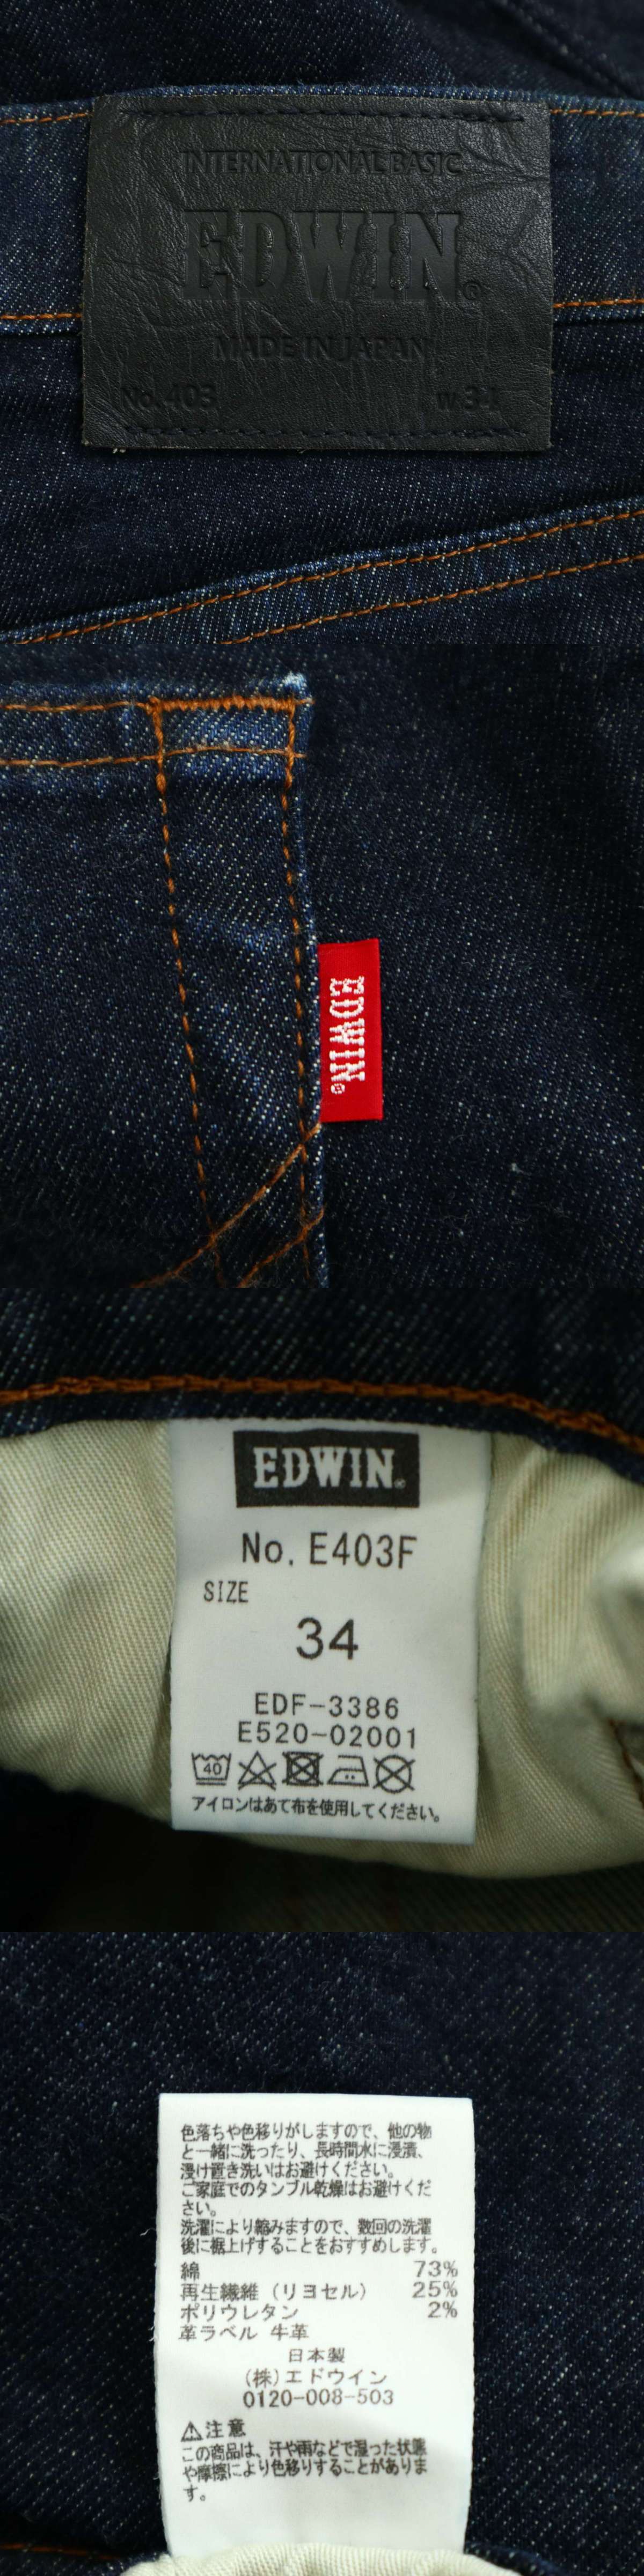 INTERNATIONAL BASIC
EDWIN®
MADE IN JAPAN
No. 403 W 34
EDWIN®
EDWIN®
No. E403F
SIZE
34
EDF-3386
E520-02001
40
アイロンはあて布を使用してください。
色落ちや色移りがしますので、他の物
と一緒に洗ったり、長時間水に浸漬、
浸け置き洗いはお避けください。
ご家庭でのタンブル乾燥はお避けくだ
さい。
洗濯により縮みますので、数回の洗濯
後に裾上げすることをおすすめします。
綿 73%
再生繊維（リヨセル） 25%
ポリウレタン 2%
革ラベル 牛革
日本製
(株)エドウイン
0120-008-503
⚠注意
この商品は、汗や雨などで湿った状態
や摩擦により色移りすることがありま
す。